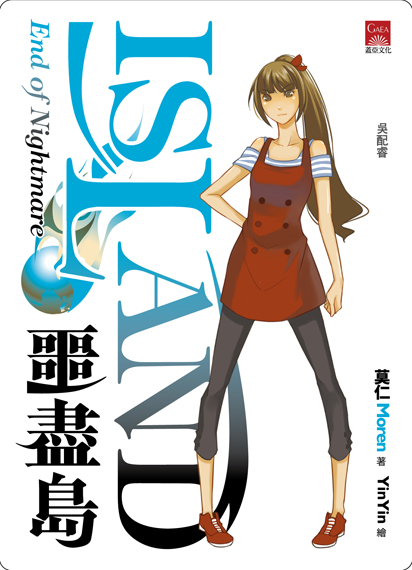 ISLAND
End of Nightmare
噩盡島
GAEA
蓋亞文化
吳配睿
莫仁 Moren 著
YinYin 繪